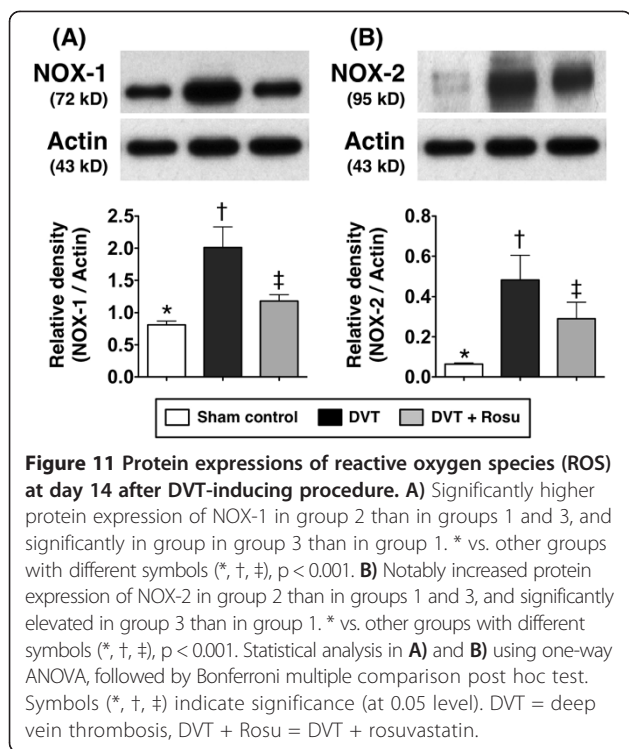 (A)
NOX-1
(72 kD)
Actin
(43 kD)
Relative density
(NOX-1 / Actin)
2.5
2.0
1.5
1.0
0.5
0.0
*
†
‡
(B)
NOX-2
(95 kD)
Actin
(43 kD)
Relative density
(NOX-2 / Actin)
0.8
0.6
0.4
0.2
0.0
*
†
‡
Sham control DVT DVT + Rosu
Figure 11 Protein expressions of reactive oxygen species (ROS)
at day 14 after DVT-inducing procedure. A) Significantly higher
protein expression of NOX-1 in group 2 than in groups 1 and 3, and
significantly in group in group 3 than in group 1. * vs. other groups
with different symbols (*, †, ‡), p < 0.001. B) Notably increased protein
expression of NOX-2 in group 2 than in groups 1 and 3, and significantly
elevated in group 3 than in group 1. * vs. other groups with different
symbols (*, †, ‡), p < 0.001. Statistical analysis in A) and B) using one-way
ANOVA, followed by Bonferroni multiple comparison post hoc test.
Symbols (*, †, ‡) indicate significance (at 0.05 level). DVT = deep
vein thrombosis, DVT + Rosu = DVT + rosuvastatin.